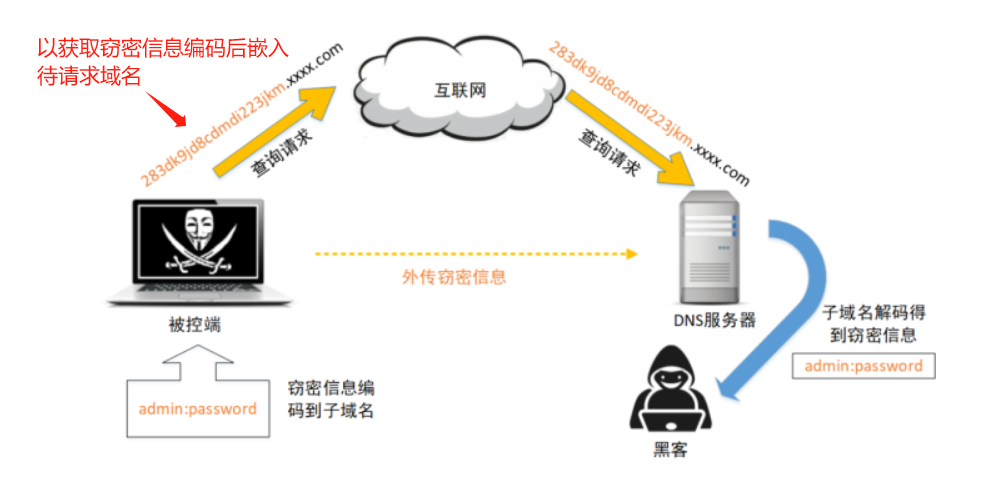 以获取窃密信息编码后嵌入
待请求域名
283dk9jd8cdmdi223jkm.xxxx.com
查询请求
互联网
283dk9jd8cdmdi223jkm.xxxx.com
查询请求
外传窃密信息
被控端
DNS服务器
子域名解码得
到窃密信息
admin:password
窃密信息编
码到子域名
admin:password
黑客